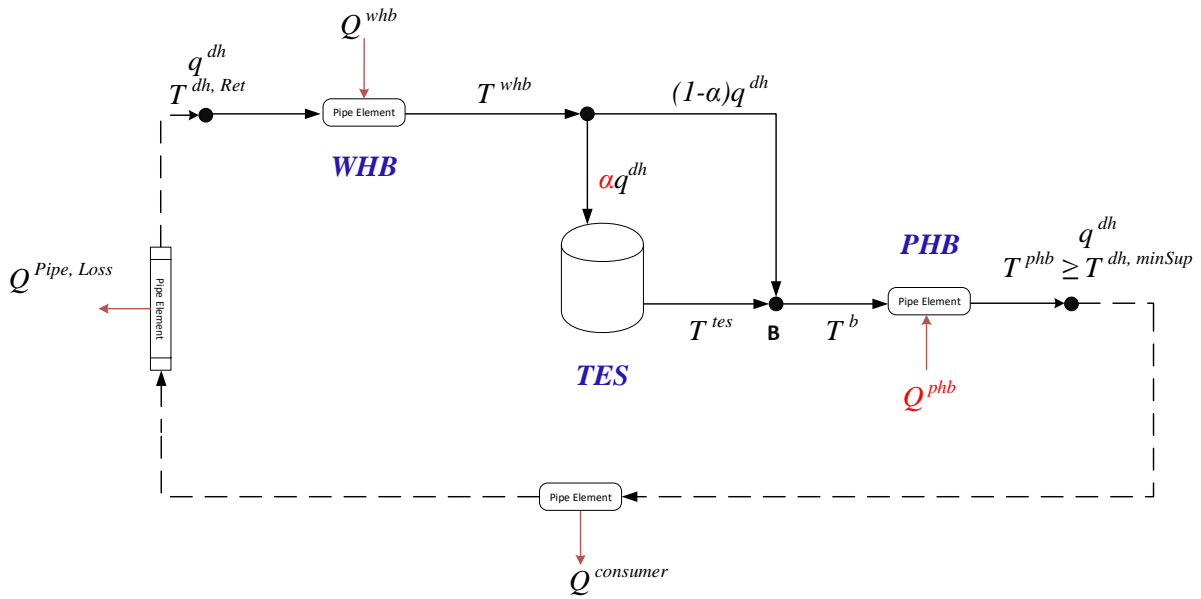 Q^whb
q^dh
T^dh, Ret
Pipe Element
T^whb
(1-α)q^dh
WHB
αq^dh
PHB
q^dh
T^phb ≥ T^dh, minSup
Q^Pipe, Loss
Pipe Element
Pipe Element
T^tes
B
T^b
TES
Q^phb
Pipe Element
Q^consumer